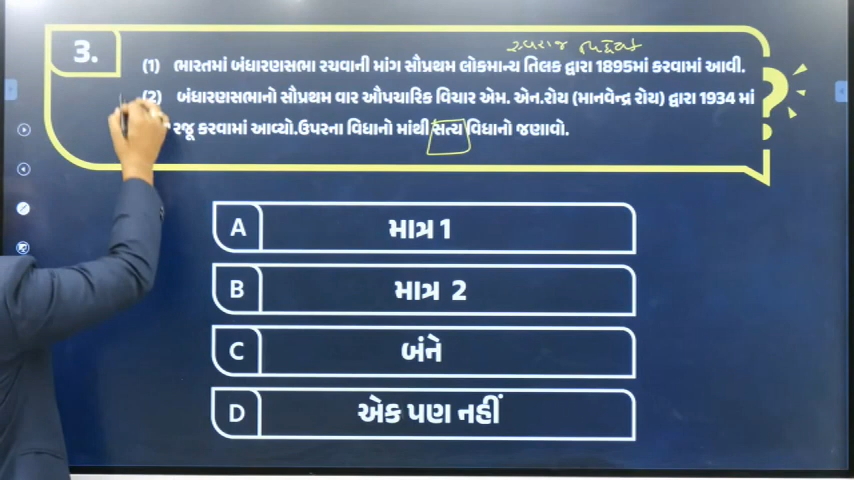 સ્વરાજ
3.
(1) ભારતમાં બંધારણસભા રચવાની માંગ સૌપ્રથમ લોકમાન્ય તિલક દ્વારા 1895માં કરવામાં આવી.
(2) બંધારણસભાનો સૌપ્રથમ વાર ઔપચારિક વિચાર એમ. એન.રોય (માનવેન્દ્ર રોય) દ્વારા 1934 માં
રજૂ કરવામાં આવ્યો.ઉપરના વિધાનો માંથી સત્ય વિધાનો જણાવો.
?
A માત્ર 1
B માત્ર 2
C બંને
D એક પણ નહીં